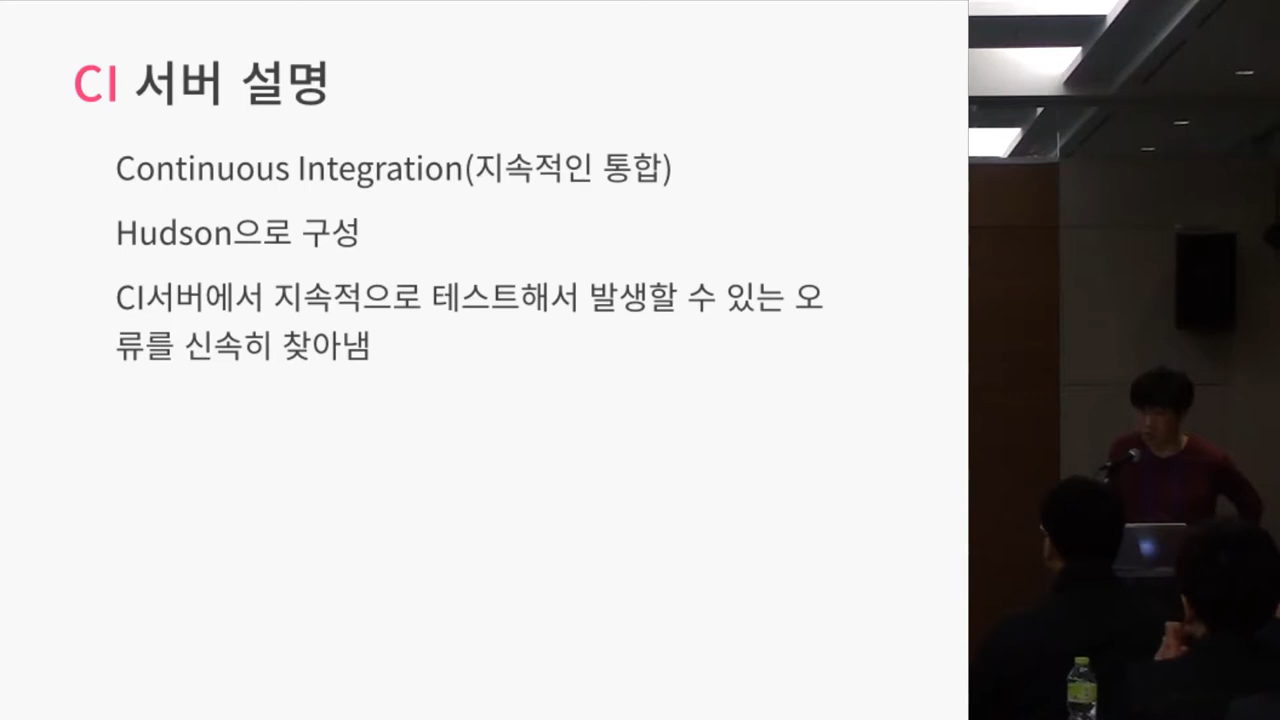 CI 서버 설명
Continuous Integration(지속적인 통합)
Hudson으로 구성
CI서버에서 지속적으로 테스트해서 발생할 수 있는 오
류를 신속히 찾아냄